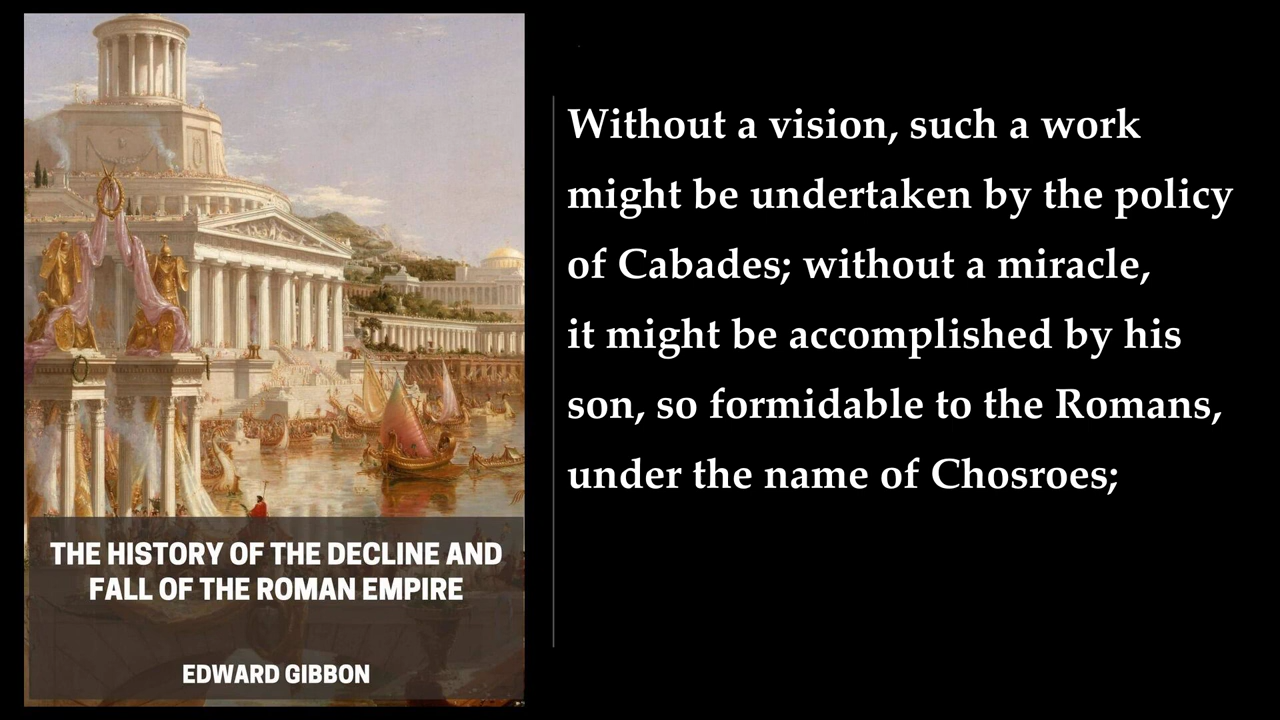 Without a vision, such a work
might be undertaken by the policy
of Cabades; without a miracle,
it might be accomplished by his
son, so formidable to the Romans,
under the name of Chosroes;
THE HISTORY OF THE DECLINE AND
FALL OF THE ROMAN EMPIRE
EDWARD GIBBON